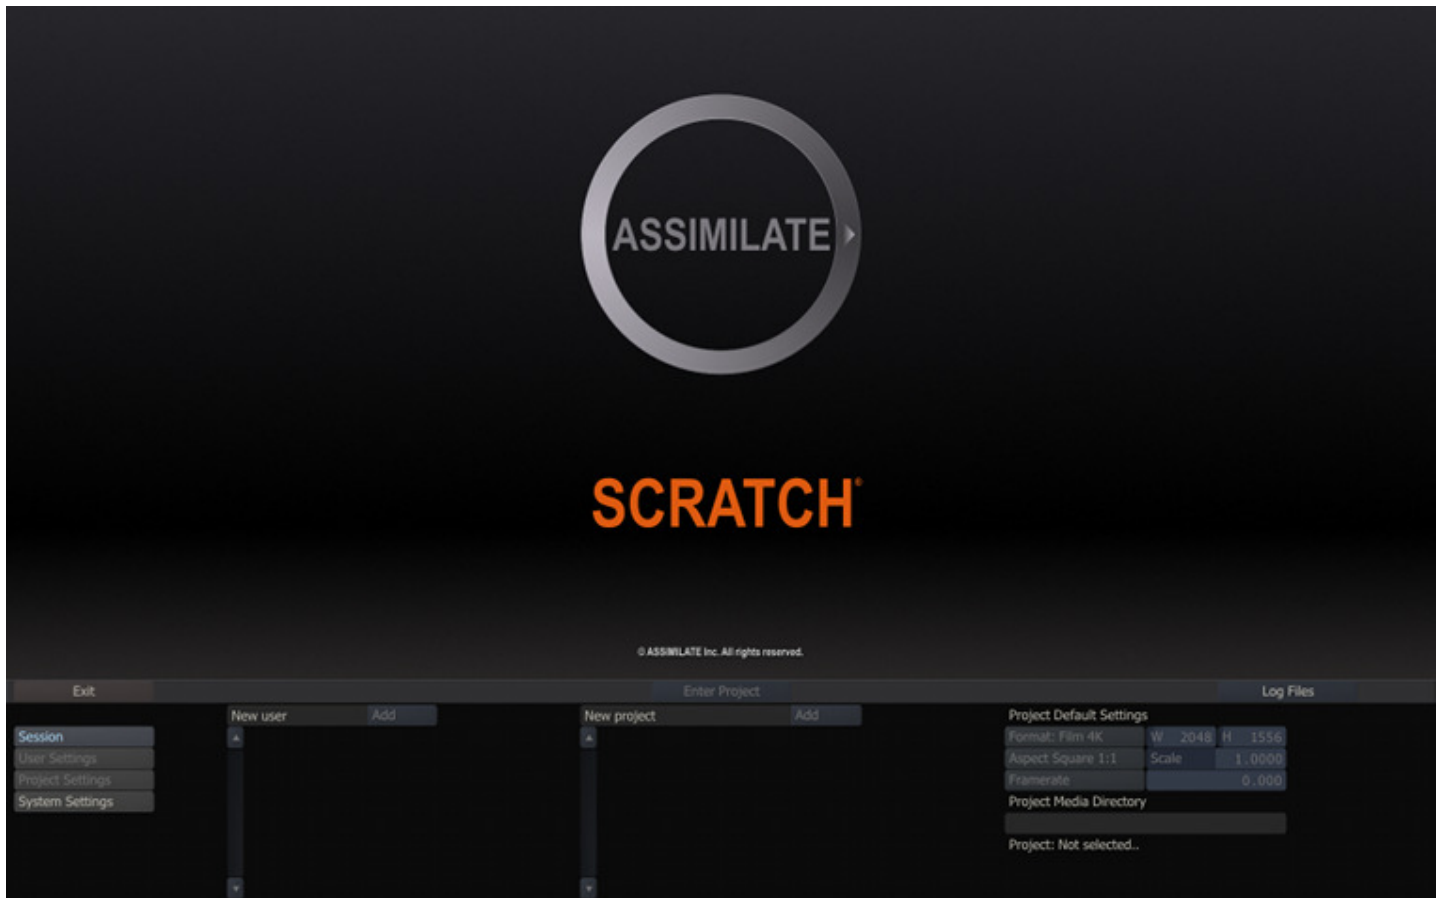 ASSIMILATE
SCRATCH®
© ASSIMILATE Inc. All rights reserved.
Exit Enter Project Log Files
New user Add New project Add Project Default Settings
Session Format: Film 4K W 2048 H 1556
User Settings Aspect Square 1:1 Scale 1.0000
Project Settings Framerate 0.000
System Settings Project Media Directory
Project: Not selected..